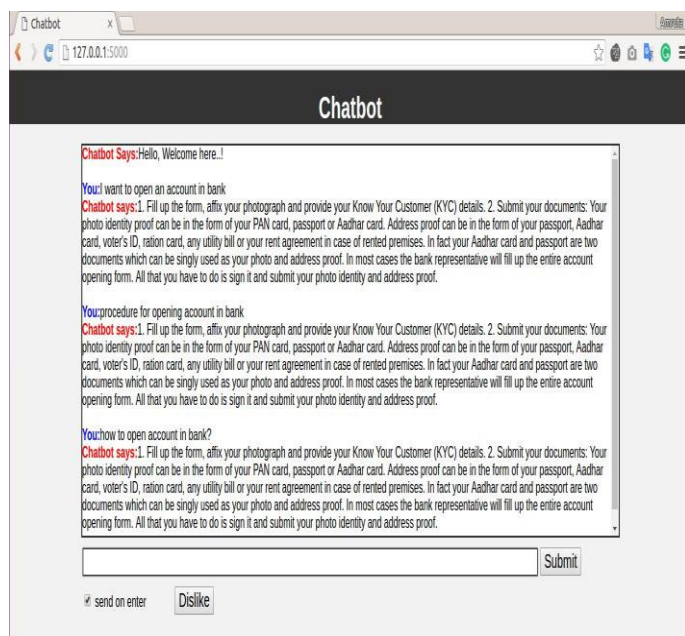 Chatbot
127.0.0.1:5000
Chatbot
Chatbot Says:Hello, Welcome here..!
You:I want to open an account in bank
Chatbot says:1. Fill up the form, affix your photograph and provide your Know Your Customer (KYC) details. 2. Submit your documents: Your
photo identity proof can be in the form of your PAN card, passport or Aadhar card. Address proof can be in the form of your passport, Aadhar
card, voter's ID, ration card, any utility bill or your rent agreement in case of rented premises. In fact your Aadhar card and passport are two
documents which can be singly used as your photo and address proof. In most cases the bank representative will fill up the entire account
opening form. All that you have to do is sign it and submit your photo identity and address proof.
You:procedure for opening account in bank
Chatbot says:1. Fill up the form, affix your photograph and provide your Know Your Customer (KYC) details. 2. Submit your documents: Your
photo identity proof can be in the form of your PAN card, passport or Aadhar card. Address proof can be in the form of your passport, Aadhar
card, voter's ID, ration card, any utility bill or your rent agreement in case of rented premises. In fact your Aadhar card and passport are two
documents which can be singly used as your photo and address proof. In most cases the bank representative will fill up the entire account
opening form. All that you have to do is sign it and submit your photo identity and address proof.
You:how to open account in bank?
Chatbot says:1. Fill up the form, affix your photograph and provide your Know Your Customer (KYC) details. 2. Submit your documents: Your
photo identity proof can be in the form of your PAN card, passport or Aadhar card. Address proof can be in the form of your passport, Aadhar
card, voter's ID, ration card, any utility bill or your rent agreement in case of rented premises. In fact your Aadhar card and passport are two
documents which can be singly used as your photo and address proof. In most cases the bank representative will fill up the entire account
opening form. All that you have to do is sign it and submit your photo identity and address proof.
Submit
send on enter
Dislike